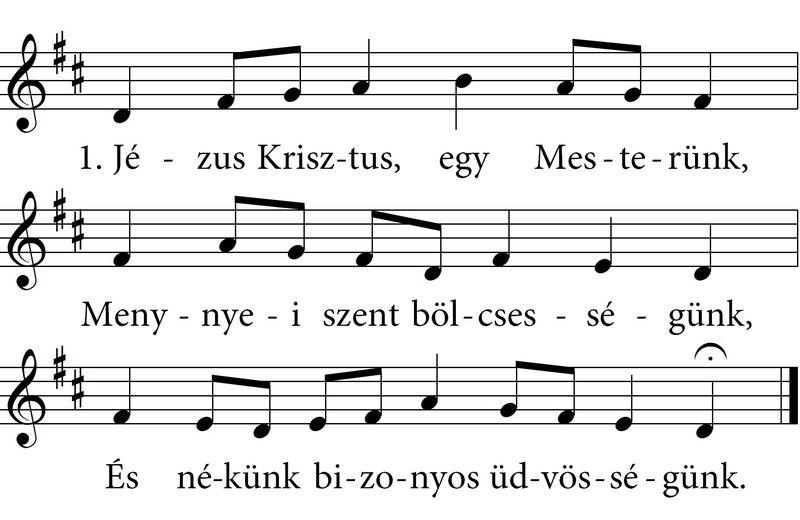 1. Jé - zus Krisz-tus, egy Mes - te - rünk,
Meny - nye - i szent böl - cses - sé - günk,
És né-künk bi-zo-nyos üd-vös-sé - günk.